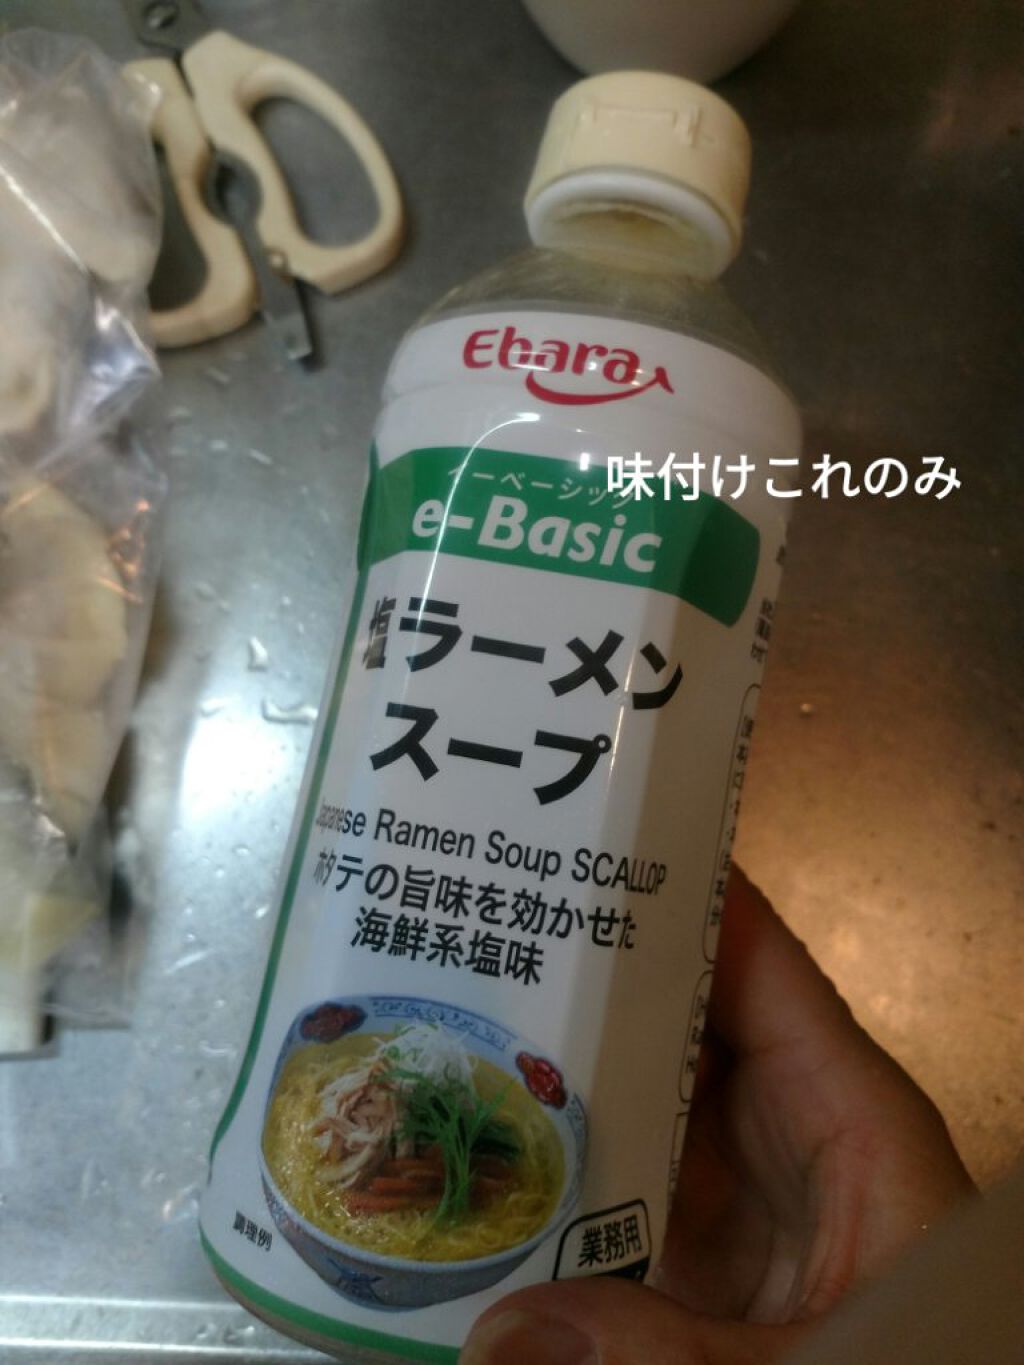 Ebara
イーベーシック
味付けこれのみ
e-Basic
塩ラーメン
スープ
Japanese Ramen Soup SCALLOP
ホタテの旨味を効かせた
海鮮系塩味
調理例
業務用